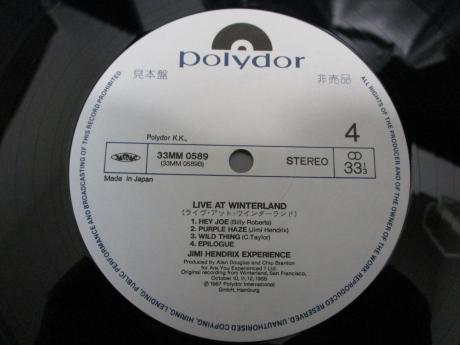 polydor
見本盤
非売品
Polydor K.K.
4
33MM 0589
(33MM 0589B)
STEREO
33 1/3
Made in Japan
LIVE AT WINTERLAND
(ライヴ・アット・ウインターランド)
1. HEY JOE (Billy Roberts)
2. PURPLE HAZE (Jimi Hendrix)
3. WILD THING (C.Taylor)
4. EPILOGUE
JIMI HENDRIX EXPERIENCE
Produced by Alan Douglas and Chip Branton
for Are You Experienced ? Ltd.
Original recording from Winterland, San Francisco,
October 10, 11, 12, 1968
℗ 1987 Polydor International
GmbH, Hamburg
ALL RIGHTS OF THE PRODUCER AND OF THE OWNER OF THE WORK REPRODUCED RESERVED. UNAUTHORISED COPYING, HIRING, LENDING, PUBLIC PERFORMANCE AND BROADCASTING OF THIS RECORD PROHIBITED